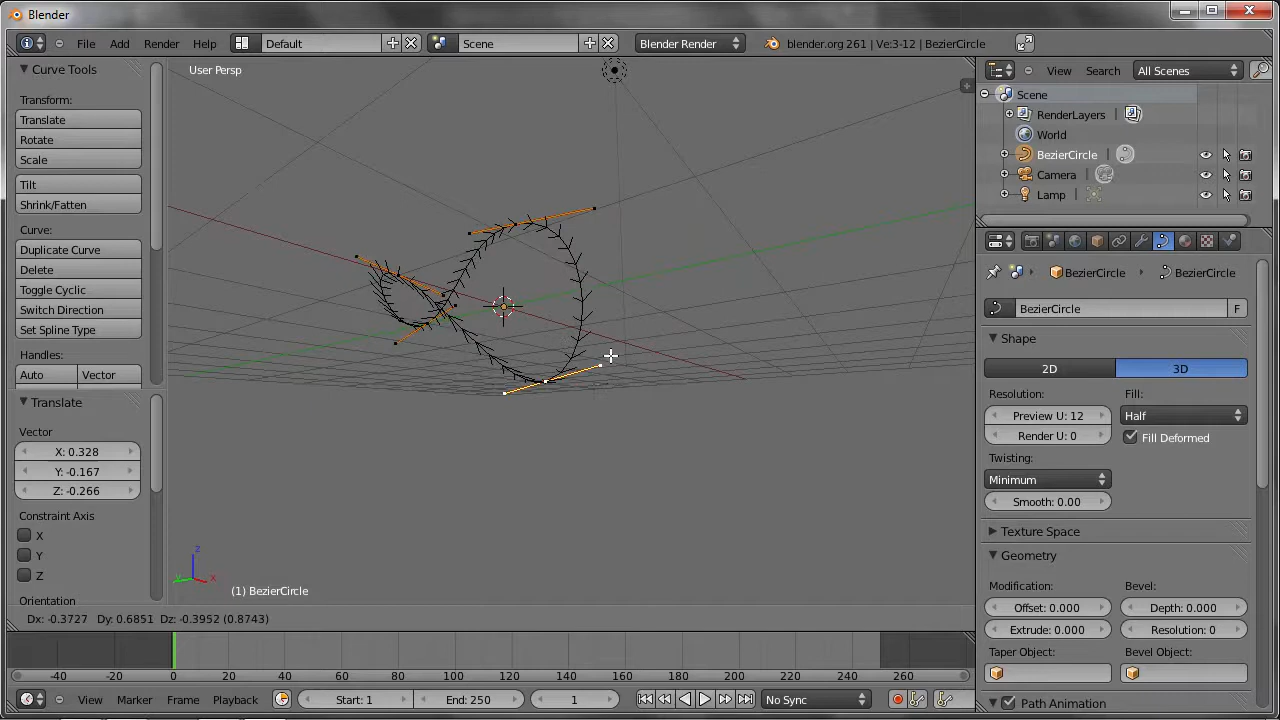 Blender
File Add Render Help Default Scene Blender Render blender.org 261 | Ve:3-12 | BezierCircle
Curve Tools
Transform:
Translate
Rotate
Scale
Tilt
Shrink/Fatten
Curve:
Duplicate Curve
Delete
Toggle Cyclic
Switch Direction
Set Spline Type
Handles:
Auto Vector
Translate
Vector
X: 0.328
Y: -0.167
Z: -0.266
Constraint Axis
X
Y
Z
Orientation
User Persp
z
y x
(1) BezierCircle
Dx: -0.3727 Dy: 0.6851 Dz: -0.3952 (0.8743)
View Search All Scenes
Scene
RenderLayers
World
BezierCircle
Camera
Lamp
BezierCircle BezierCircle
BezierCircle F
Shape
2D 3D
Resolution: Fill:
Preview U: 12 Half
Render U: 0 Fill Deformed
Twisting:
Minimum
Smooth: 0.00
Texture Space
Geometry
Modification: Bevel:
Offset: 0.000 Depth: 0.000
Extrude: 0.000 Resolution: 0
Taper Object: Bevel Object:
Path Animation
-40 -20 0 20 40 60 80 100 120 140 160 180 200 220 240 260
View Marker Frame Playback Start: 1 End: 250 1 No Sync